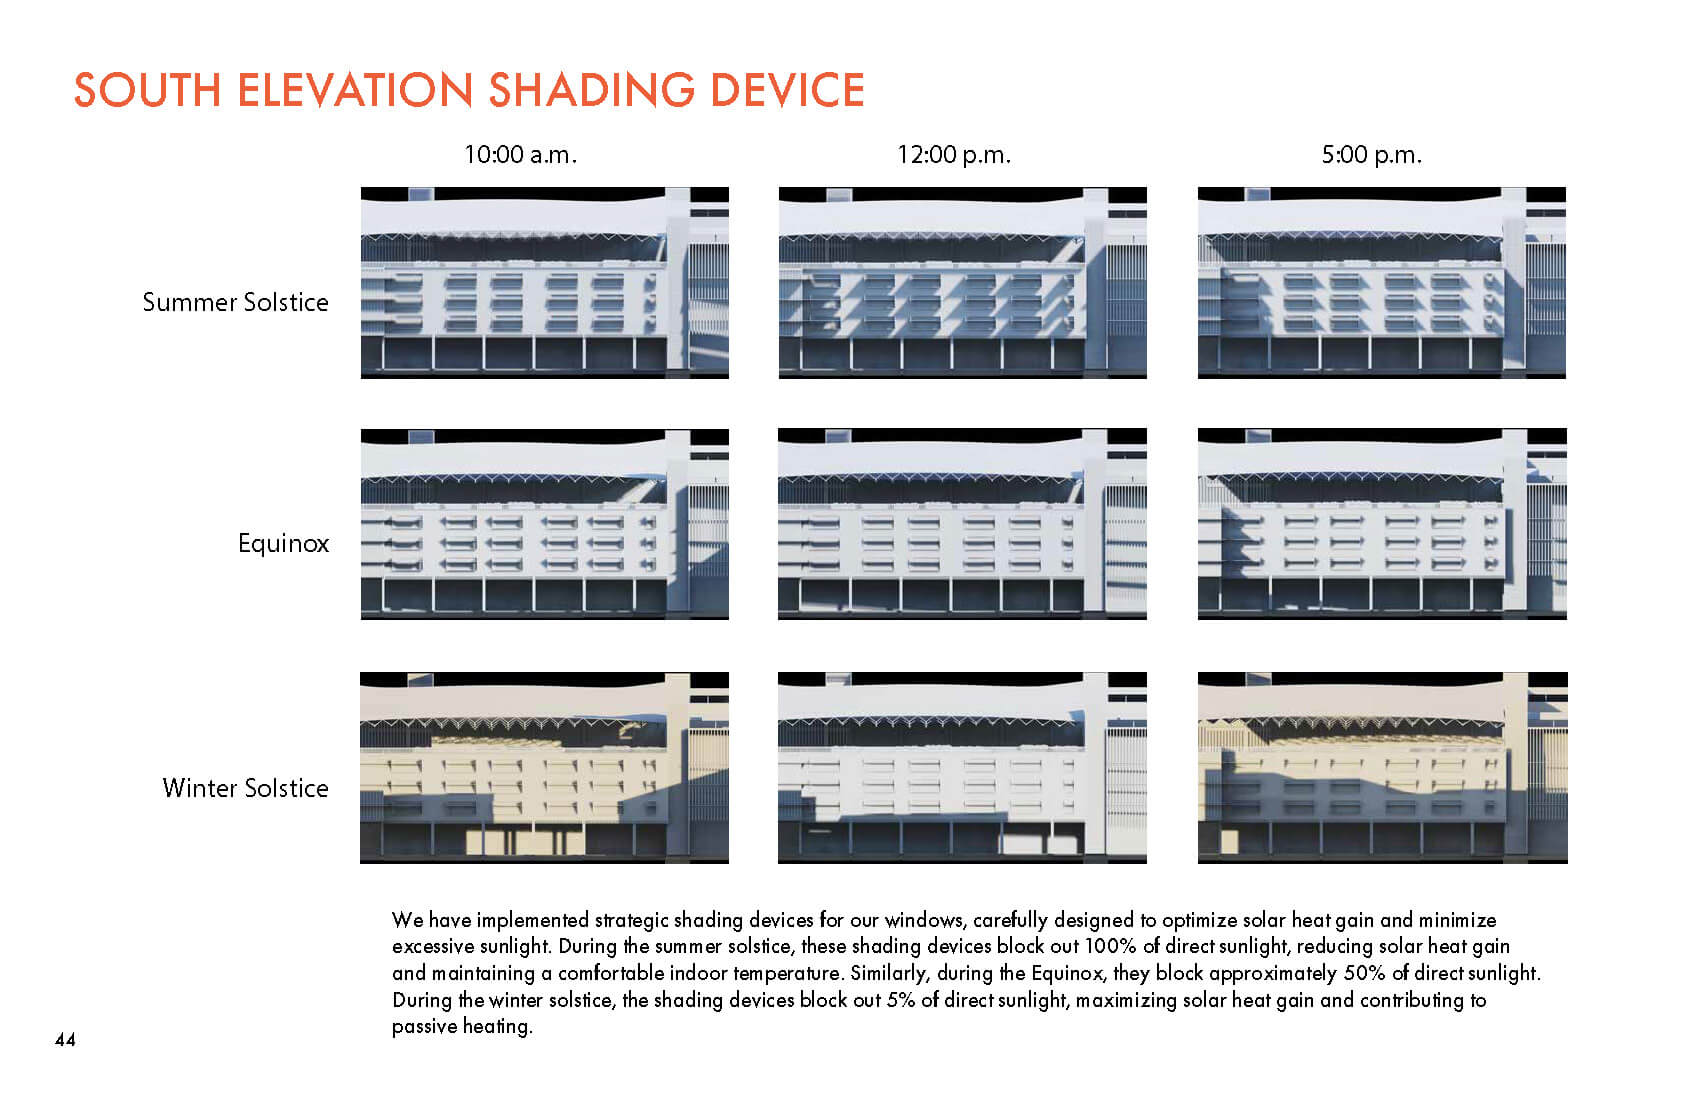 SOUTH ELEVATION SHADING DEVICE
10:00 a.m.
12:00 p.m.
5:00 p.m.
Summer Solstice
Equinox
Winter Solstice
We have implemented strategic shading devices for our windows, carefully designed to optimize solar heat gain and minimize
excessive sunlight. During the summer solstice, these shading devices block out 100% of direct sunlight, reducing solar heat gain
and maintaining a comfortable indoor temperature. Similarly, during the Equinox, they block approximately 50% of direct sunlight.
During the winter solstice, the shading devices block out 5% of direct sunlight, maximizing solar heat gain and contributing to
passive heating.
44